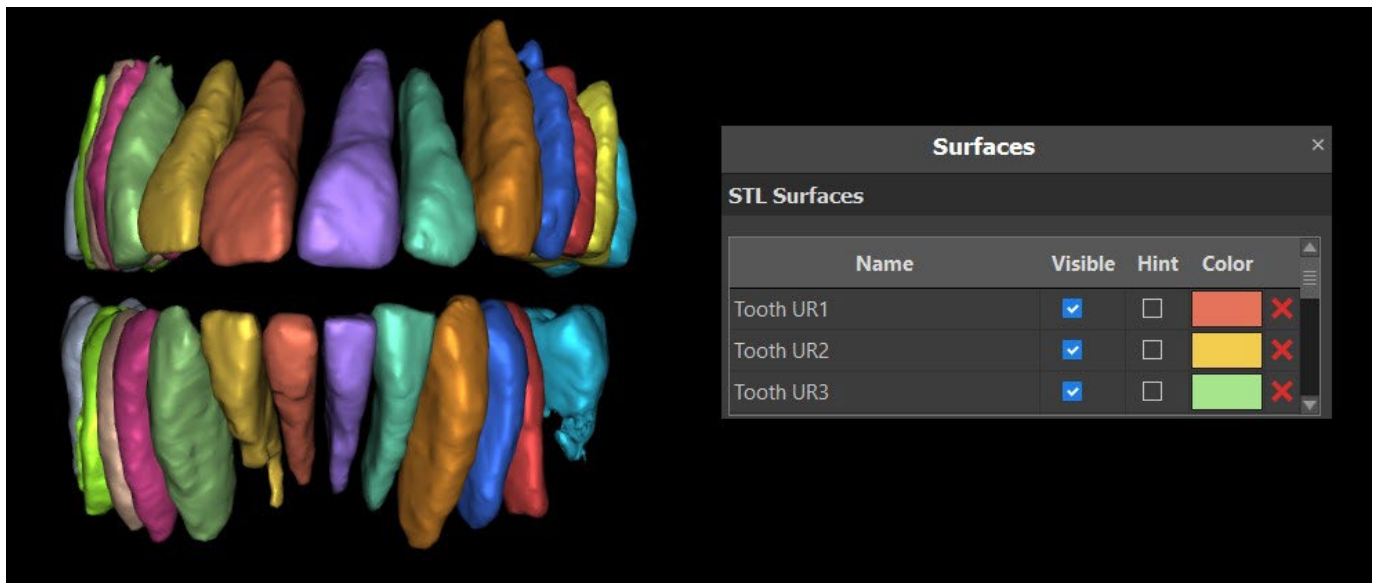 Surfaces
STL Surfaces
Name Visible Hint Color
Tooth UR1
Tooth UR2
Tooth UR3